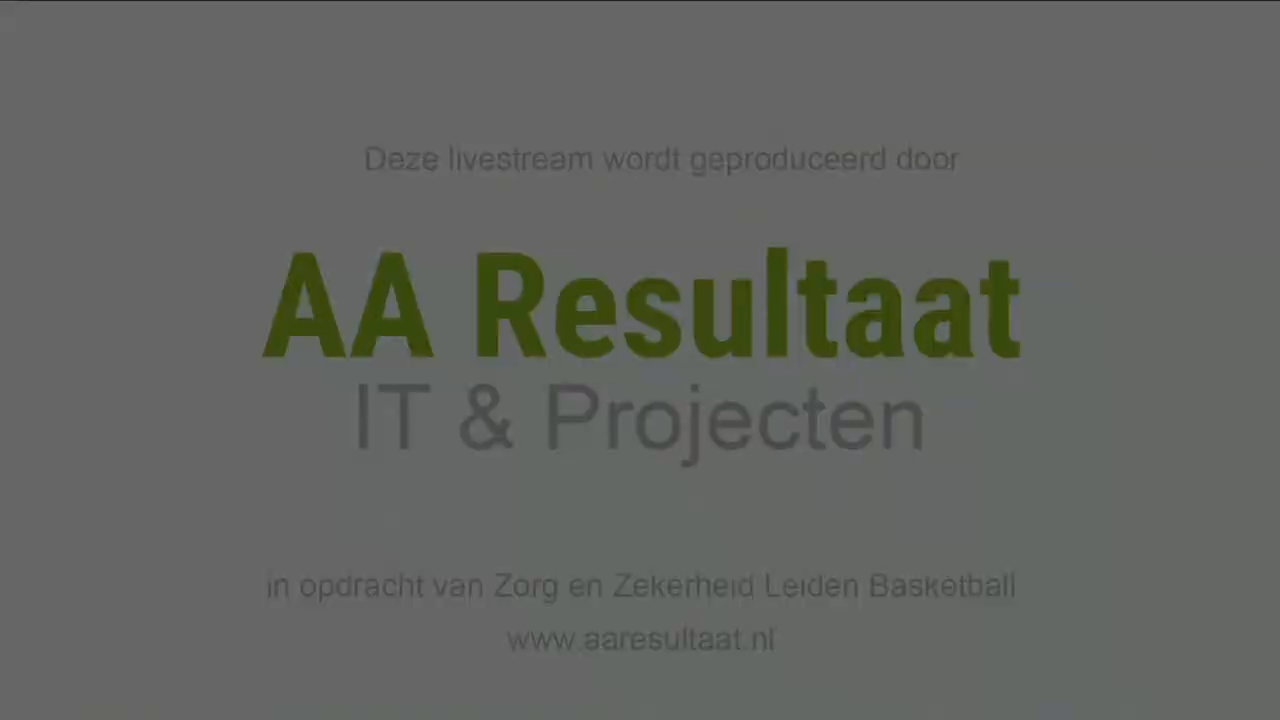 Deze livestream wordt geproduceerd door
AA Resultaat
IT & Projecten
in opdracht van Zorg en Zekerheid Leiden Basketball
www.aaresultaat.nl